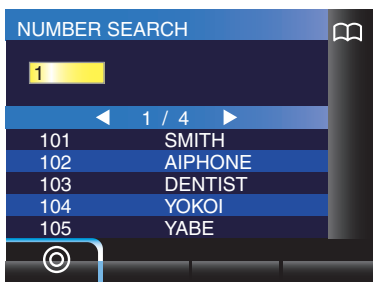 NUMBER SEARCH
1
1 / 4
101 SMITH
102 AIPHONE
103 DENTIST
104 YOKOI
105 YABE